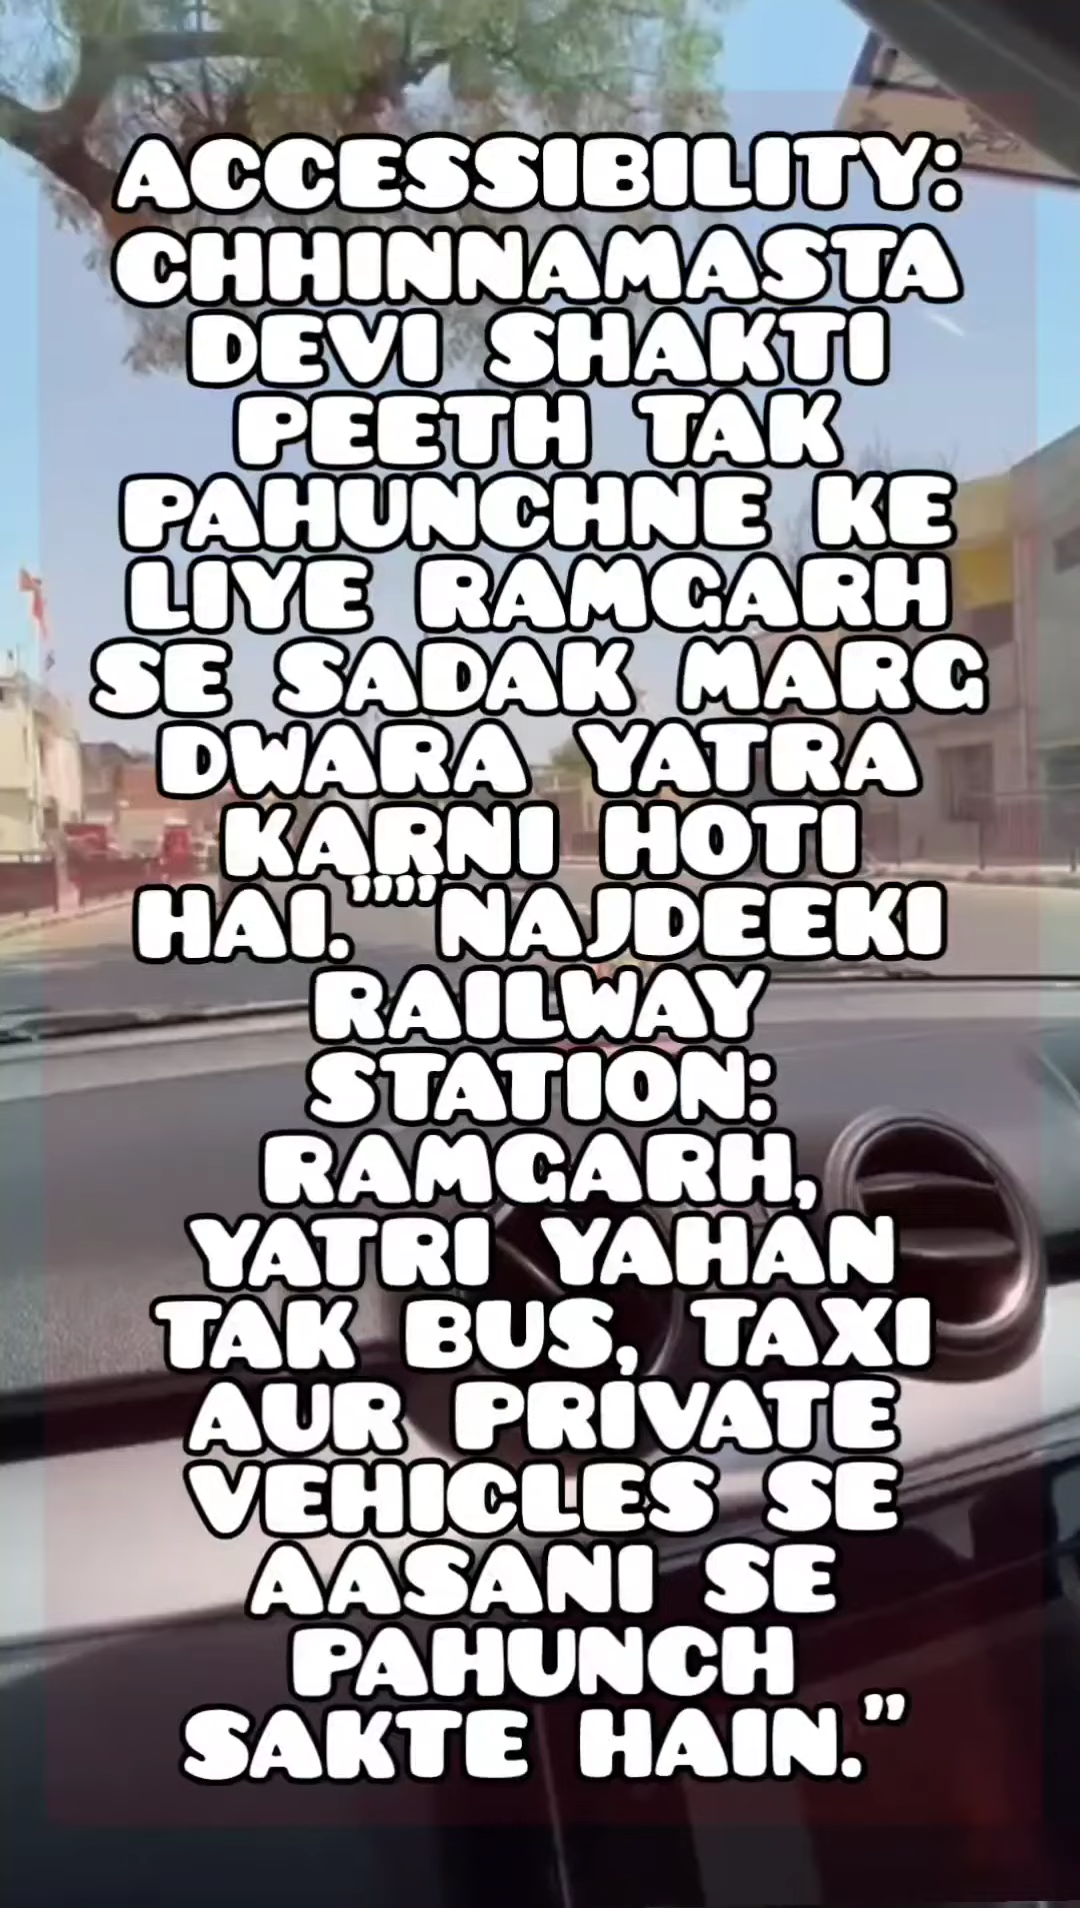 ACCESSIBILITY:
CHHINNAMASTA
DEVI SHAKTI
PEETH TAK
PAHUNCHNE KE
LIYE RAMGARH
SE SADAK MARG
DWARA YATRA
KARNI HOTI
HAI.""NAJDEEKI
RAILWAY
STATION:
RAMGARH,
YATRI YAHAN
TAK BUS, TAXI
AUR PRIVATE
VEHICLES SE
AASANI SE
PAHUNCH
SAKTE HAIN."